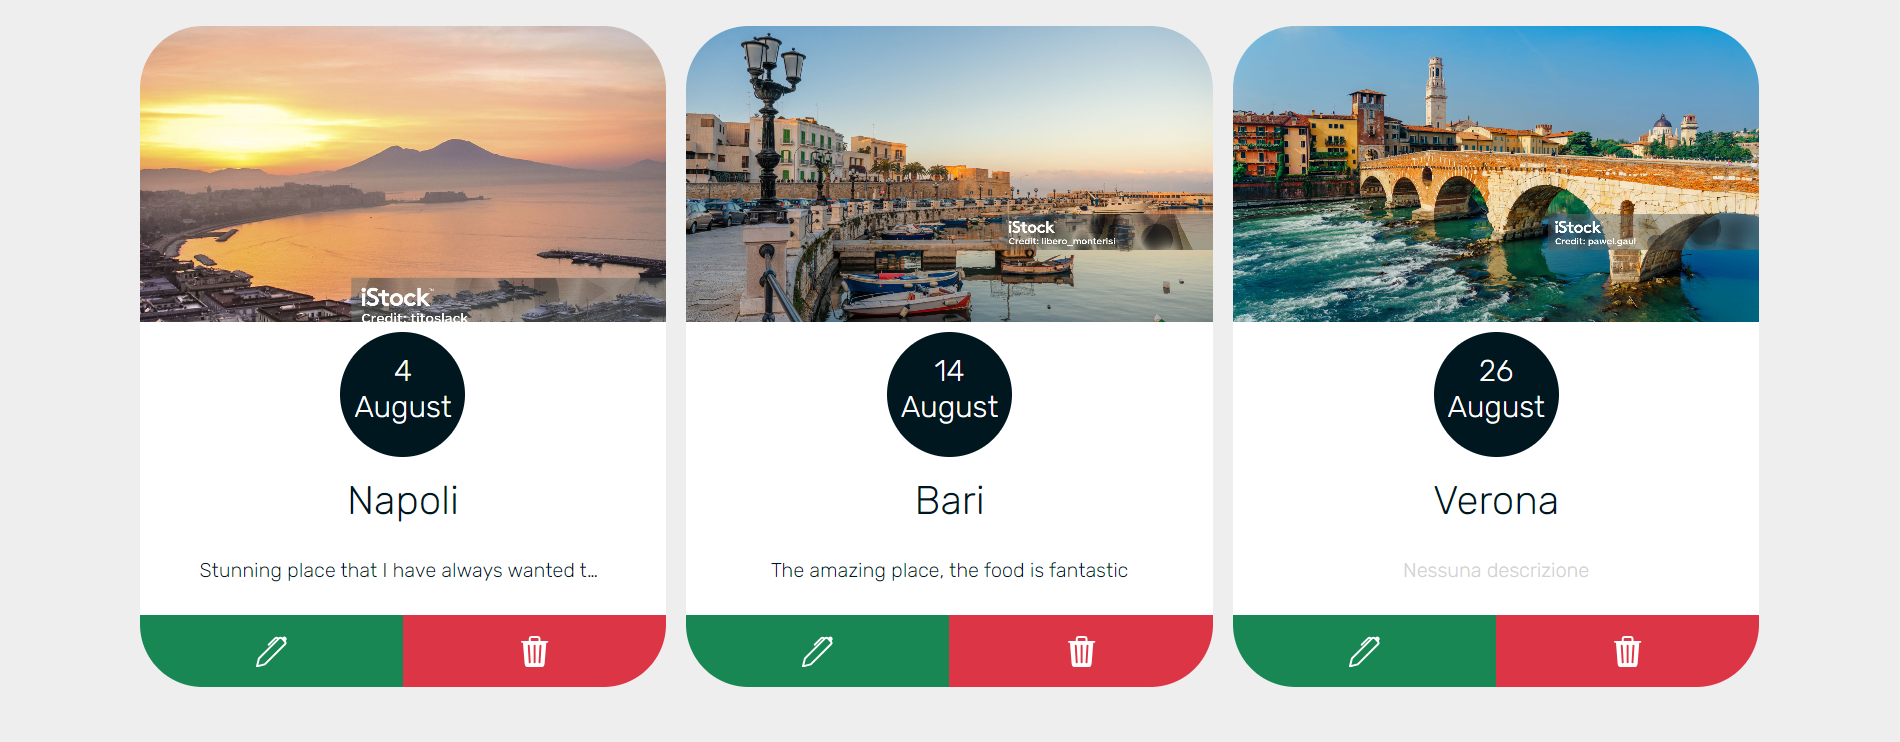 iStock
Credit: titoslack
4
August
Napoli
Stunning place that I have always wanted t...
iStock
Credit: libero_monterisi
14
August
Bari
The amazing place, the food is fantastic
iStock
Credit: pawel.gaul
26
August
Verona
Nessuna descrizione